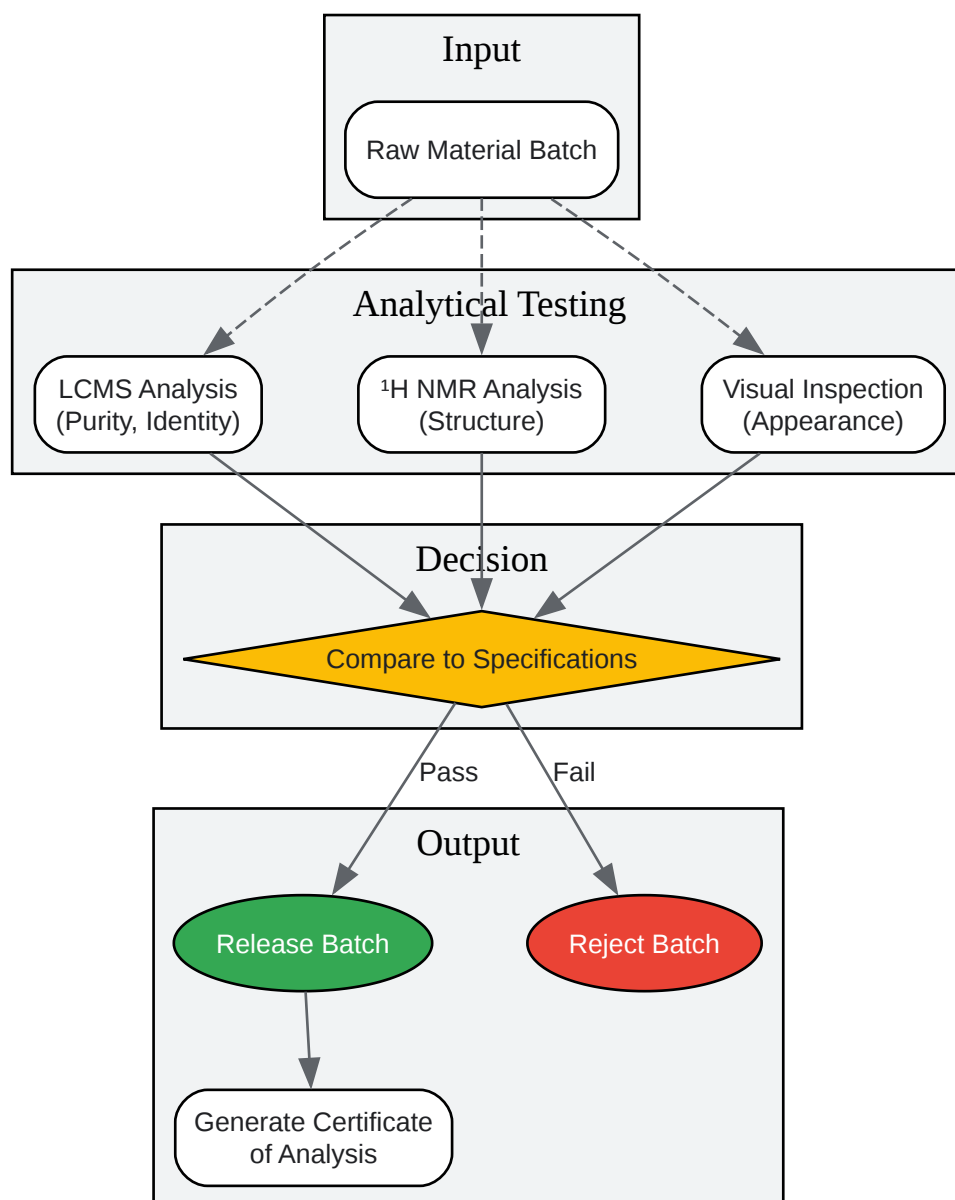 Input
Raw Material Batch
Analytical Testing
LCMS Analysis
(Purity, Identity)
¹H NMR Analysis
(Structure)
Visual Inspection
(Appearance)
Decision
Compare to Specifications
Pass
Fail
Output
Release Batch
Reject Batch
Generate Certificate
of Analysis